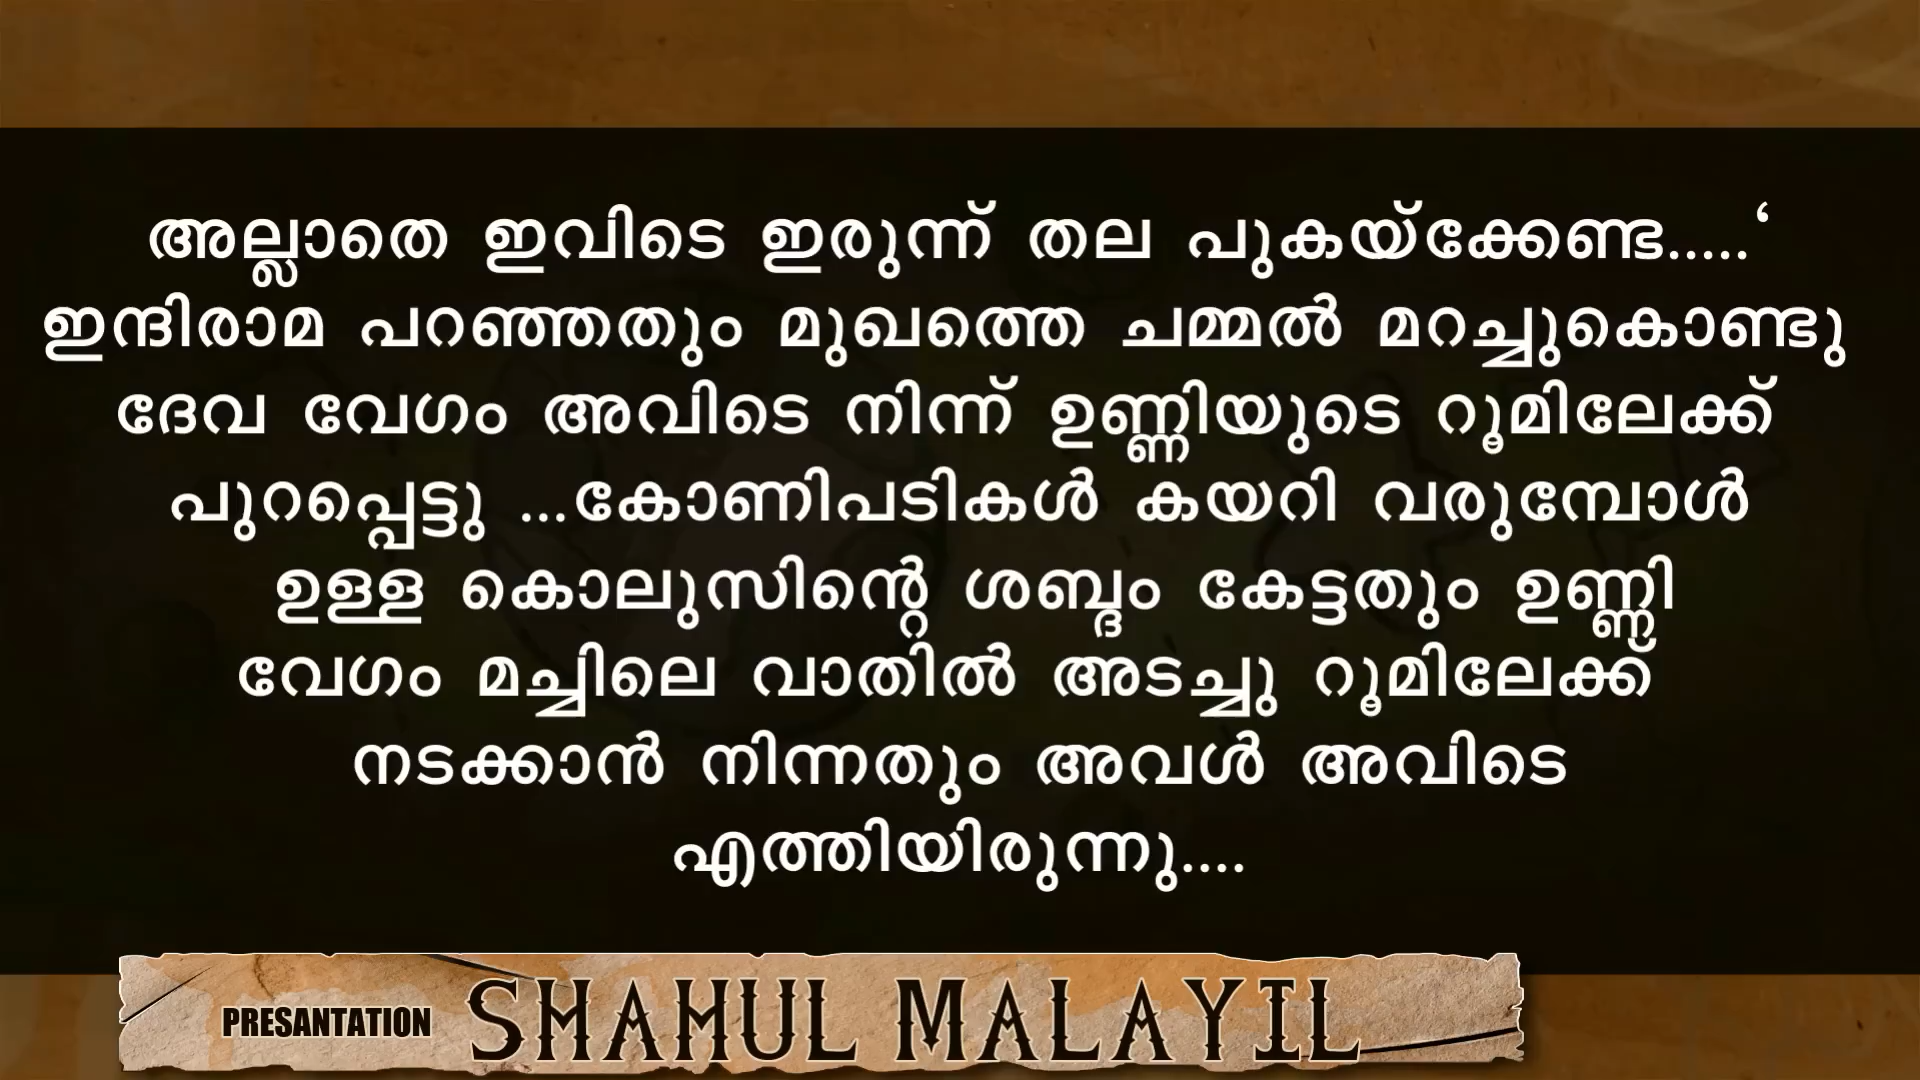 അല്ലാതെ ഇവിടെ ഇരുന്ന് തല പുകയ്ക്കേണ്ട.....‘
ഇന്ദിരാമ പറഞ്ഞതും മുഖത്തെ ചമ്മൽ മറച്ചുകൊണ്ടു
ദേവ വേഗം അവിടെ നിന്ന് ഉണ്ണിയുടെ റൂമിലേക്ക്
പുറപ്പെട്ടു ...കോണിപടികൾ കയറി വരുമ്പോൾ
ഉള്ള കൊലുസിന്റെ ശബ്ദം കേട്ടതും ഉണ്ണി
വേഗം മച്ചിലെ വാതിൽ അടച്ചു റൂമിലേക്ക്
നടക്കാൻ നിന്നതും അവൾ അവിടെ
എത്തിയിരുന്നു....
PRESANTATION SHAHUL MALAYIL